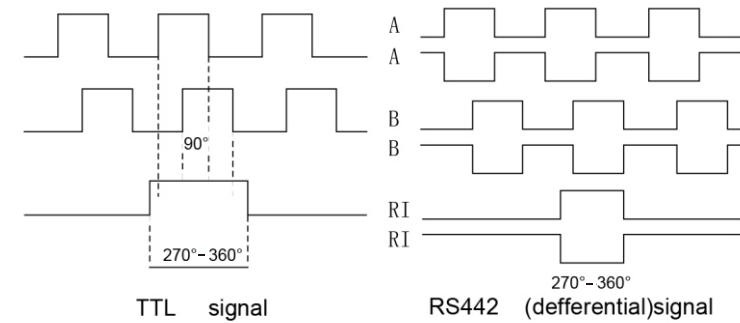 90°
270°-360°
TTL signal
A
A
B
B
RI
RI
270°-360°
RS442 (defferential)signal